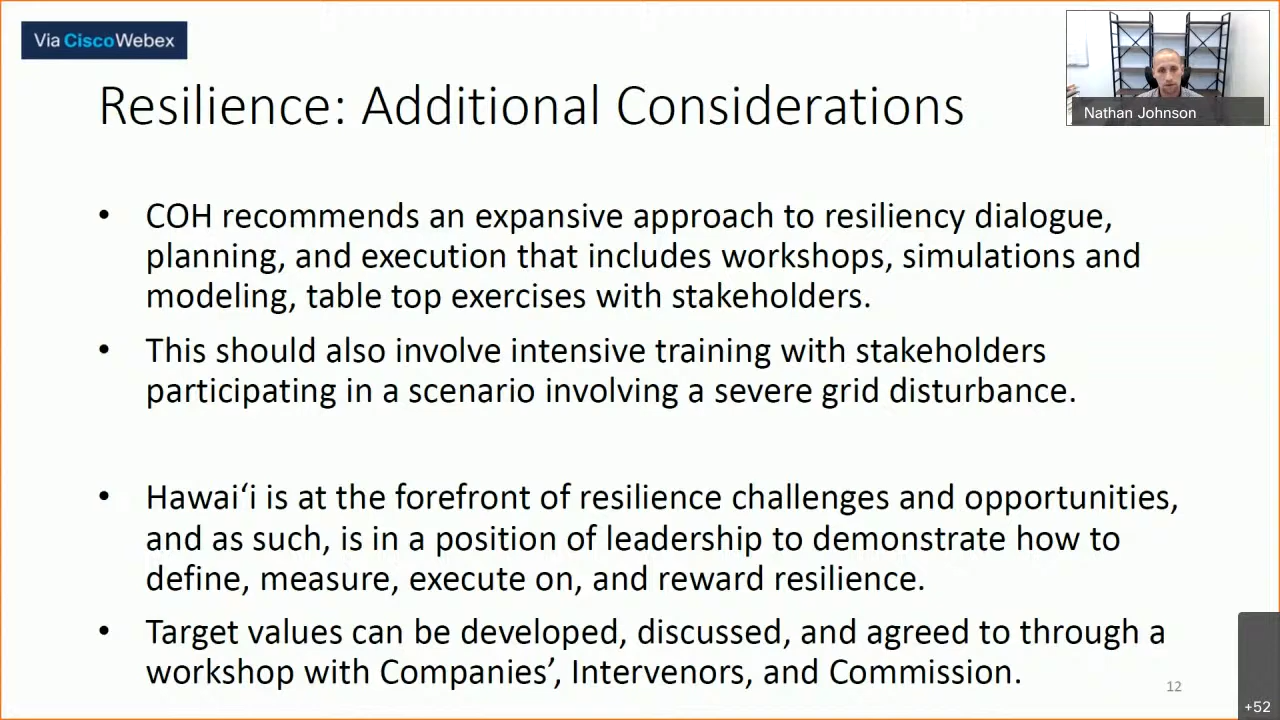 Via CiscoWebex
Nathan Johnson
Resilience: Additional Considerations
• COH recommends an expansive approach to resiliency dialogue,
planning, and execution that includes workshops, simulations and
modeling, table top exercises with stakeholders.
• This should also involve intensive training with stakeholders
participating in a scenario involving a severe grid disturbance.
• Hawai‘i is at the forefront of resilience challenges and opportunities,
and as such, is in a position of leadership to demonstrate how to
define, measure, execute on, and reward resilience.
• Target values can be developed, discussed, and agreed to through a
workshop with Companies’, Intervenors, and Commission.
12
+52